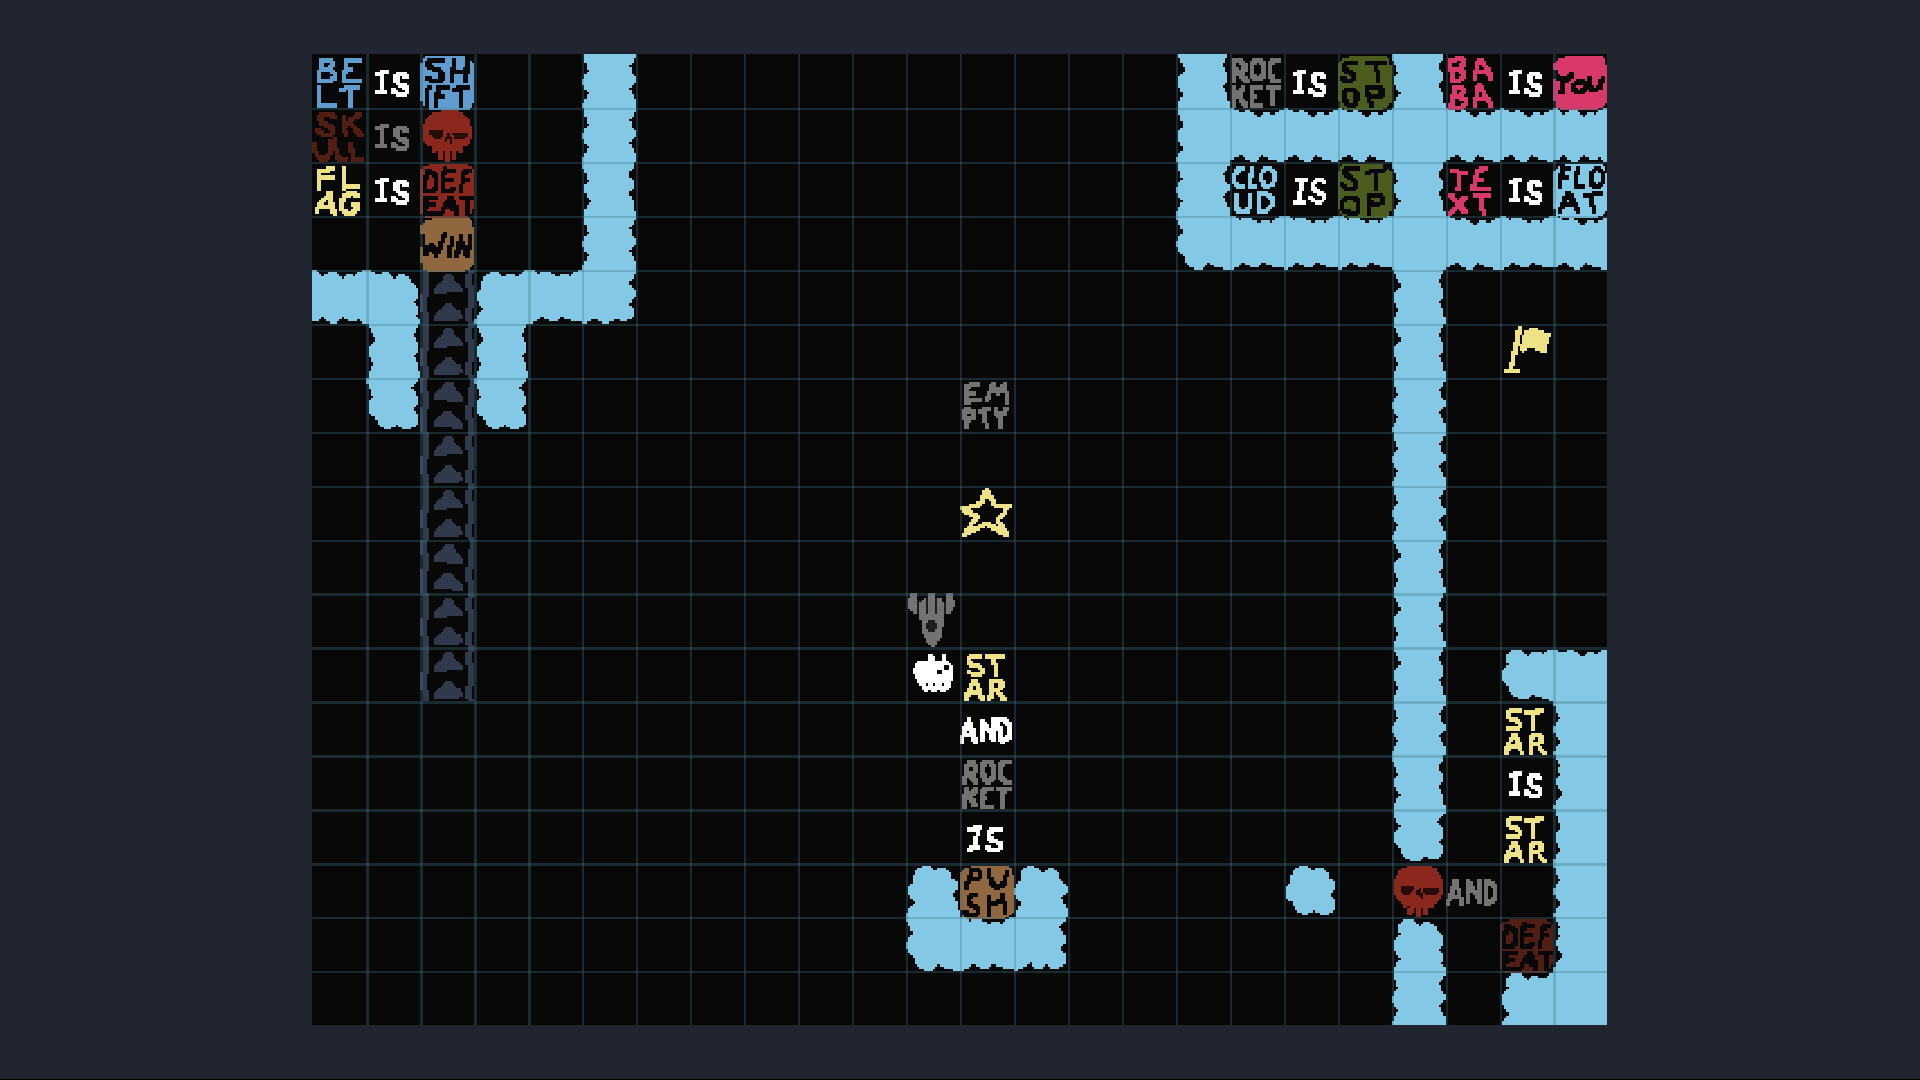 BELT IS SHIFT
ROCKET IS STOP
BABA IS YOU
SKULL IS
FLAG IS DEFEAT
CLOUD IS STOP
TEXT IS FLOAT
WIN
EMPTY
STAR
AND
ROCKET
IS
PUSH
STAR
IS
STAR
AND
DEFEAT